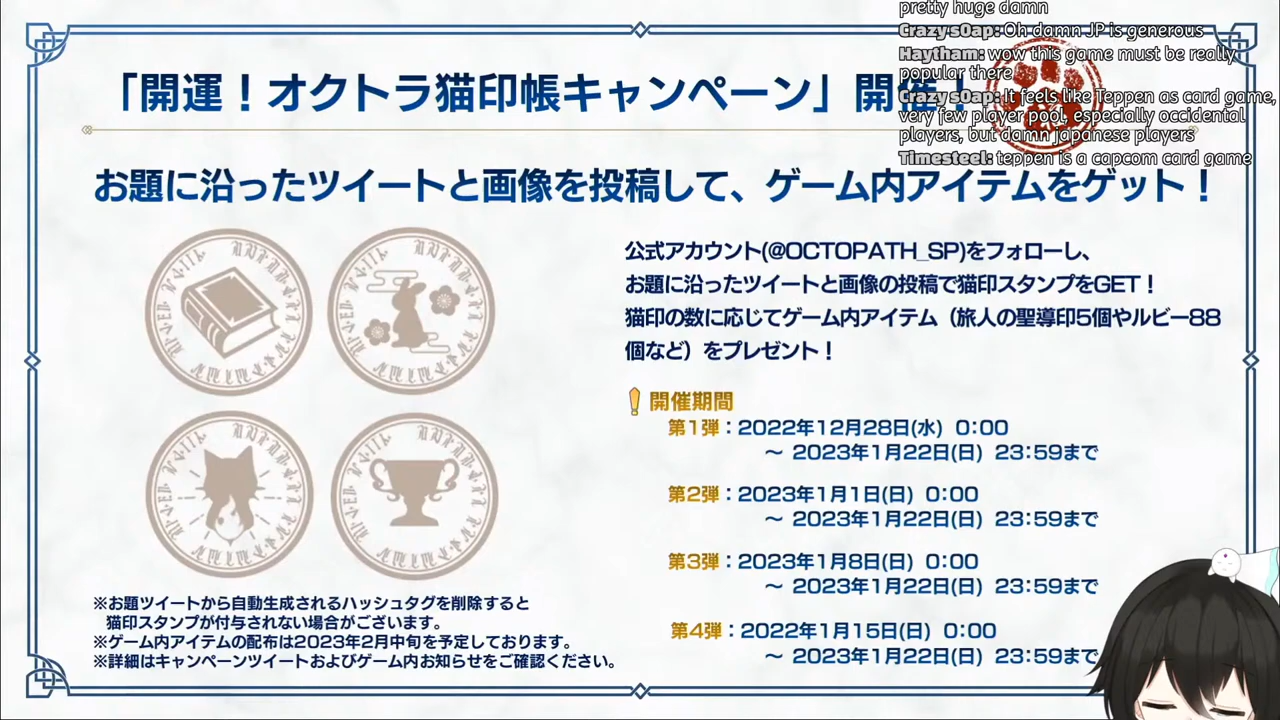 pretty huge damn
Crazy s0ap: Oh damn JP is generous
Haytham: wow this game must be really
popular there
Crazy s0ap: It feels like Teppen as card game,
very few player pool, especially occidental
players, but damn japanese players
Timesteel: teppen is a capcom card game
「開運！オクトラ猫印帳キャンペーン」開催！
お題に沿ったツイートと画像を投稿して、ゲーム内アイテムをゲット！
公式アカウント(@OCTOPATH_SP)をフォローし、
お題に沿ったツイートと画像の投稿で猫印スタンプをGET！
猫印の数に応じてゲーム内アイテム（旅人の聖導印5個やルビー88
個など）をプレゼント！
開催期間
第1弾：2022年12月28日(水) 0:00
～ 2023年1月22日(日) 23:59まで
第2弾：2023年1月1日(日) 0:00
～ 2023年1月22日(日) 23:59まで
第3弾：2023年1月8日(日) 0:00
～ 2023年1月22日(日) 23:59まで
第4弾：2022年1月15日(日) 0:00
～ 2023年1月22日(日) 23:59まで
※お題ツイートから自動生成されるハッシュタグを削除すると
猫印スタンプが付与されない場合がございます。
※ゲーム内アイテムの配布は2023年2月中旬を予定しております。
※詳細はキャンペーンツイートおよびゲーム内お知らせをご確認ください。